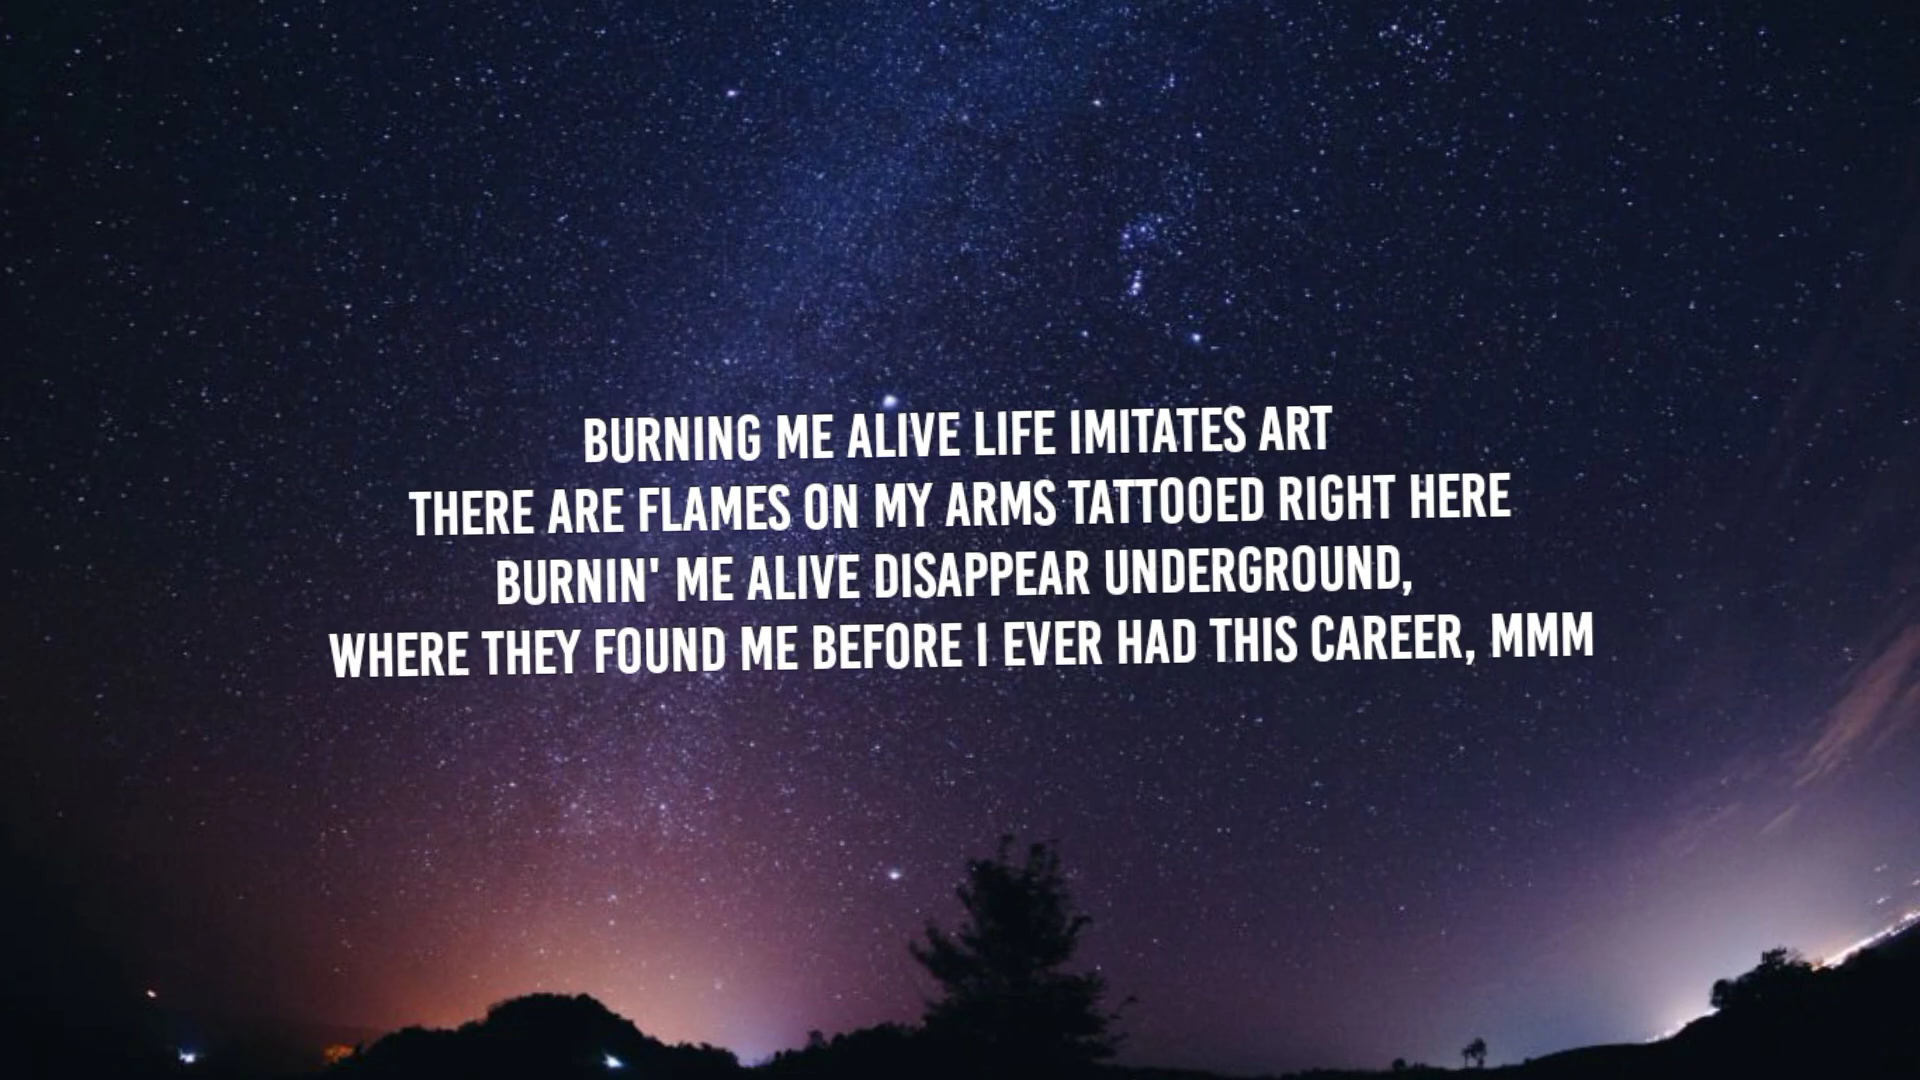 BURNING ME ALIVE LIFE IMITATES ART
THERE ARE FLAMES ON MY ARMS TATTOOED RIGHT HERE
BURNIN' ME ALIVE DISAPPEAR UNDERGROUND,
WHERE THEY FOUND ME BEFORE I EVER HAD THIS CAREER, MMM